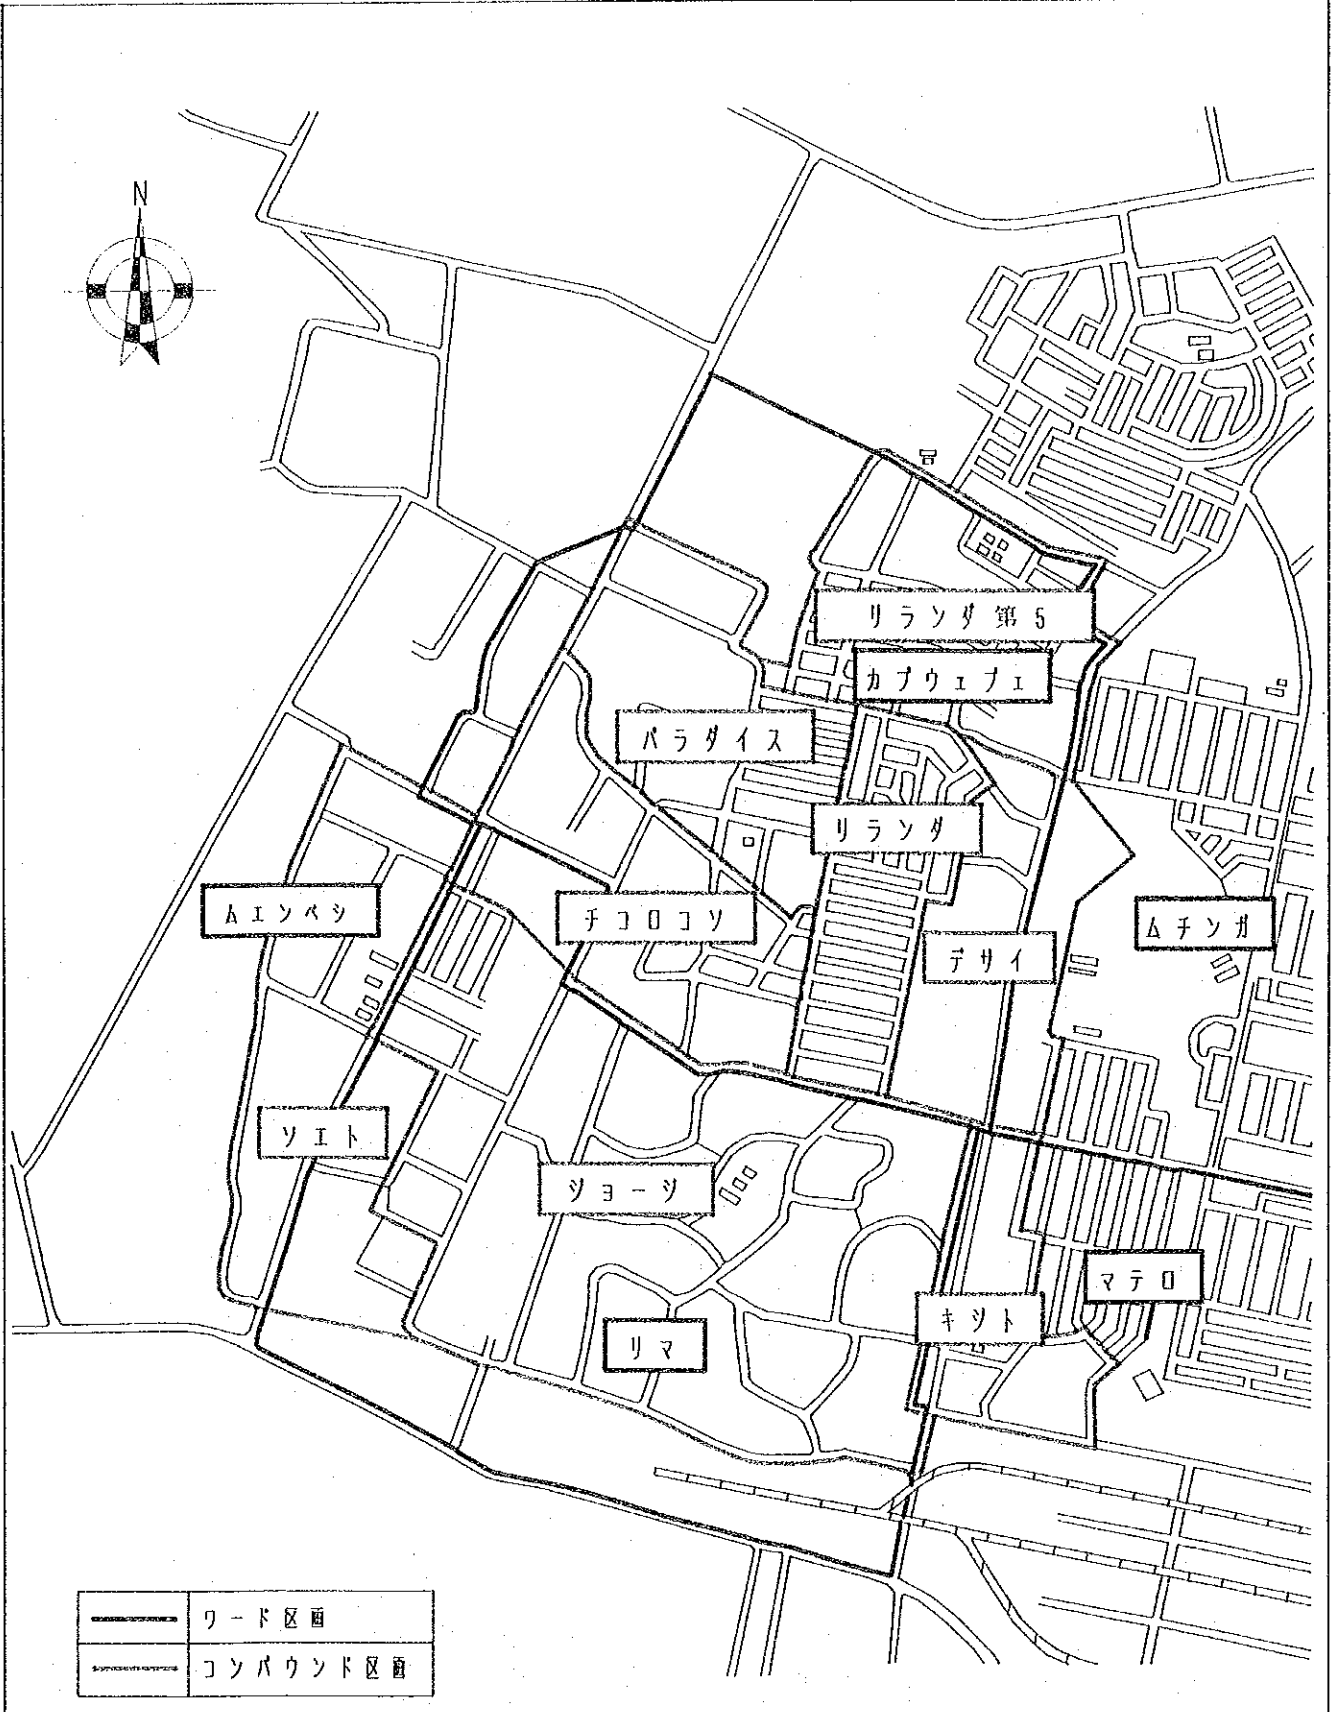 N
リランダ第5
カプウェプェ
パラダイス
リランダ
ムエンベシ
チコロコソ
ムチンガ
デサイ
ソエト
ジョージ
マテロ
キジト
リマ
ワード区画
コンパウンド区画